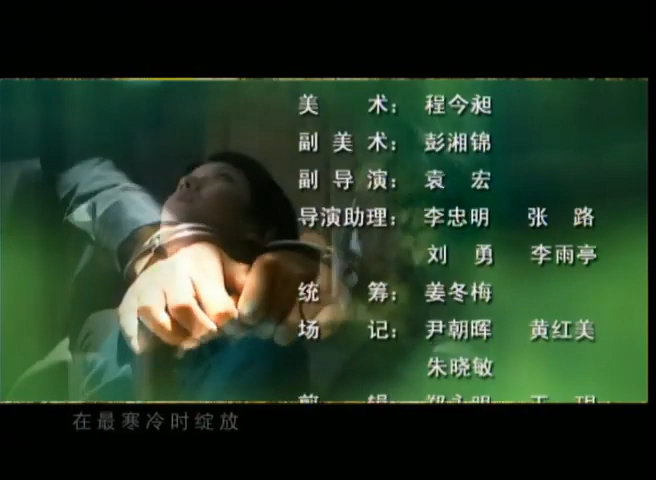 美 术： 程今昶
副 美 术： 彭湘锦
副 导 演： 袁 宏
导演助理： 李忠明 张 路
刘 勇 李雨亭
统 筹： 姜冬梅
场 记： 尹朝晖 黄红美
朱晓敏
剪 辑：
在最寒冷时绽放